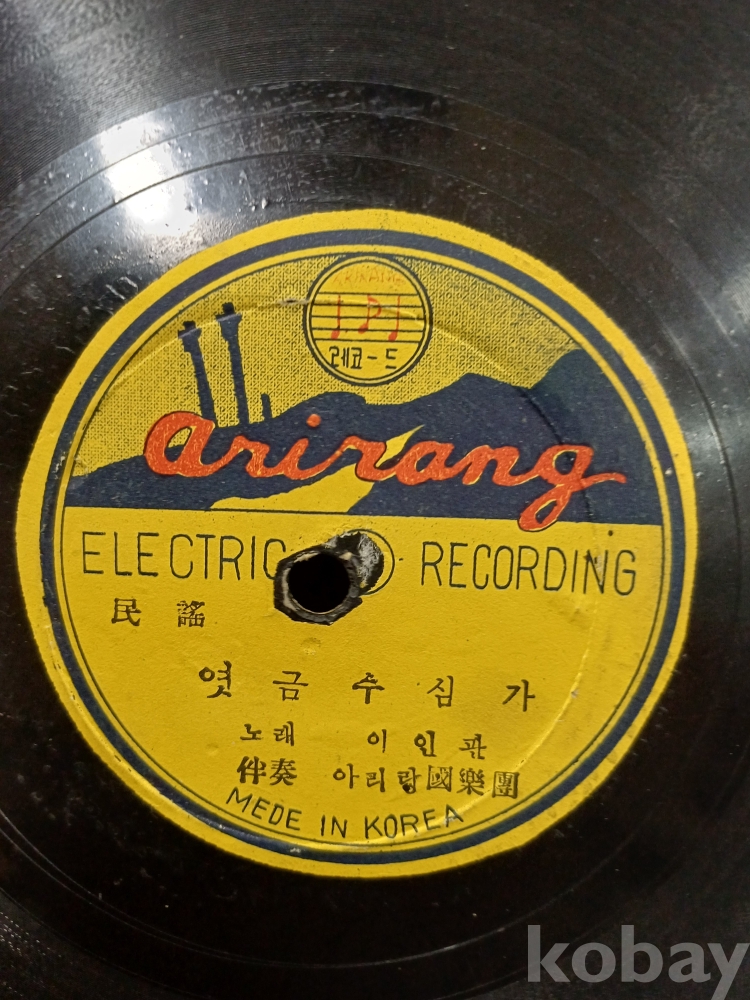 ARIRANG
레코-드
arirang
ELECTRIC RECORDING
民謠
엿금수심가
노래 이인관
伴奏 아리랑國樂團
MEDE IN KOREA
kobay